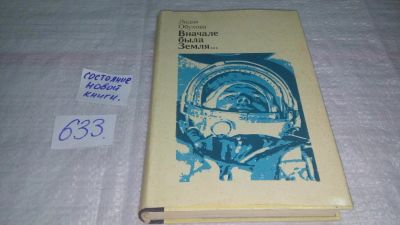 Лидия
Обухова
Вначале
была
Земля...
СОСТОЯНИЕ
НОВОЙ
КНИГИ.
633.